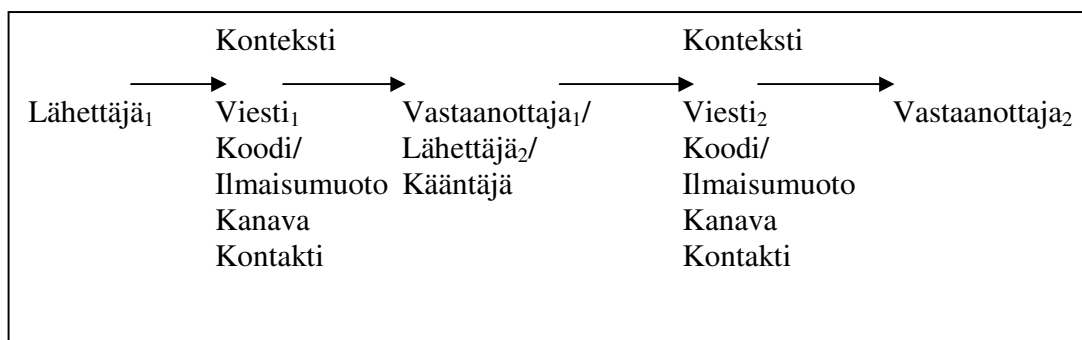 Konteksti Konteksti
Lähettäjä₁ Viesti₁ Vastaanottaja₁/ Viesti₂ Vastaanottaja₂
Koodi/ Lähettäjä₂/ Koodi/
Ilmaisumuoto Kääntäjä Ilmaisumuoto
Kanava Kanava
Kontakti Kontakti